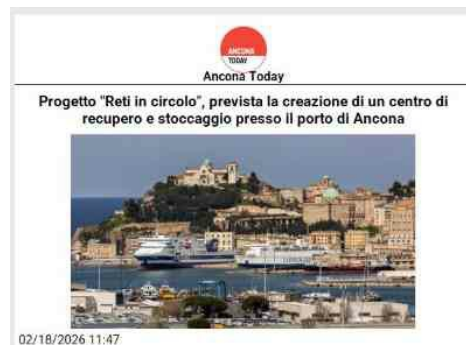 ANCONA
TODAY
Ancona Today
Progetto "Reti in circolo", prevista la creazione di un centro di
recupero e stoccaggio presso il porto di Ancona
02/18/2026 11:47